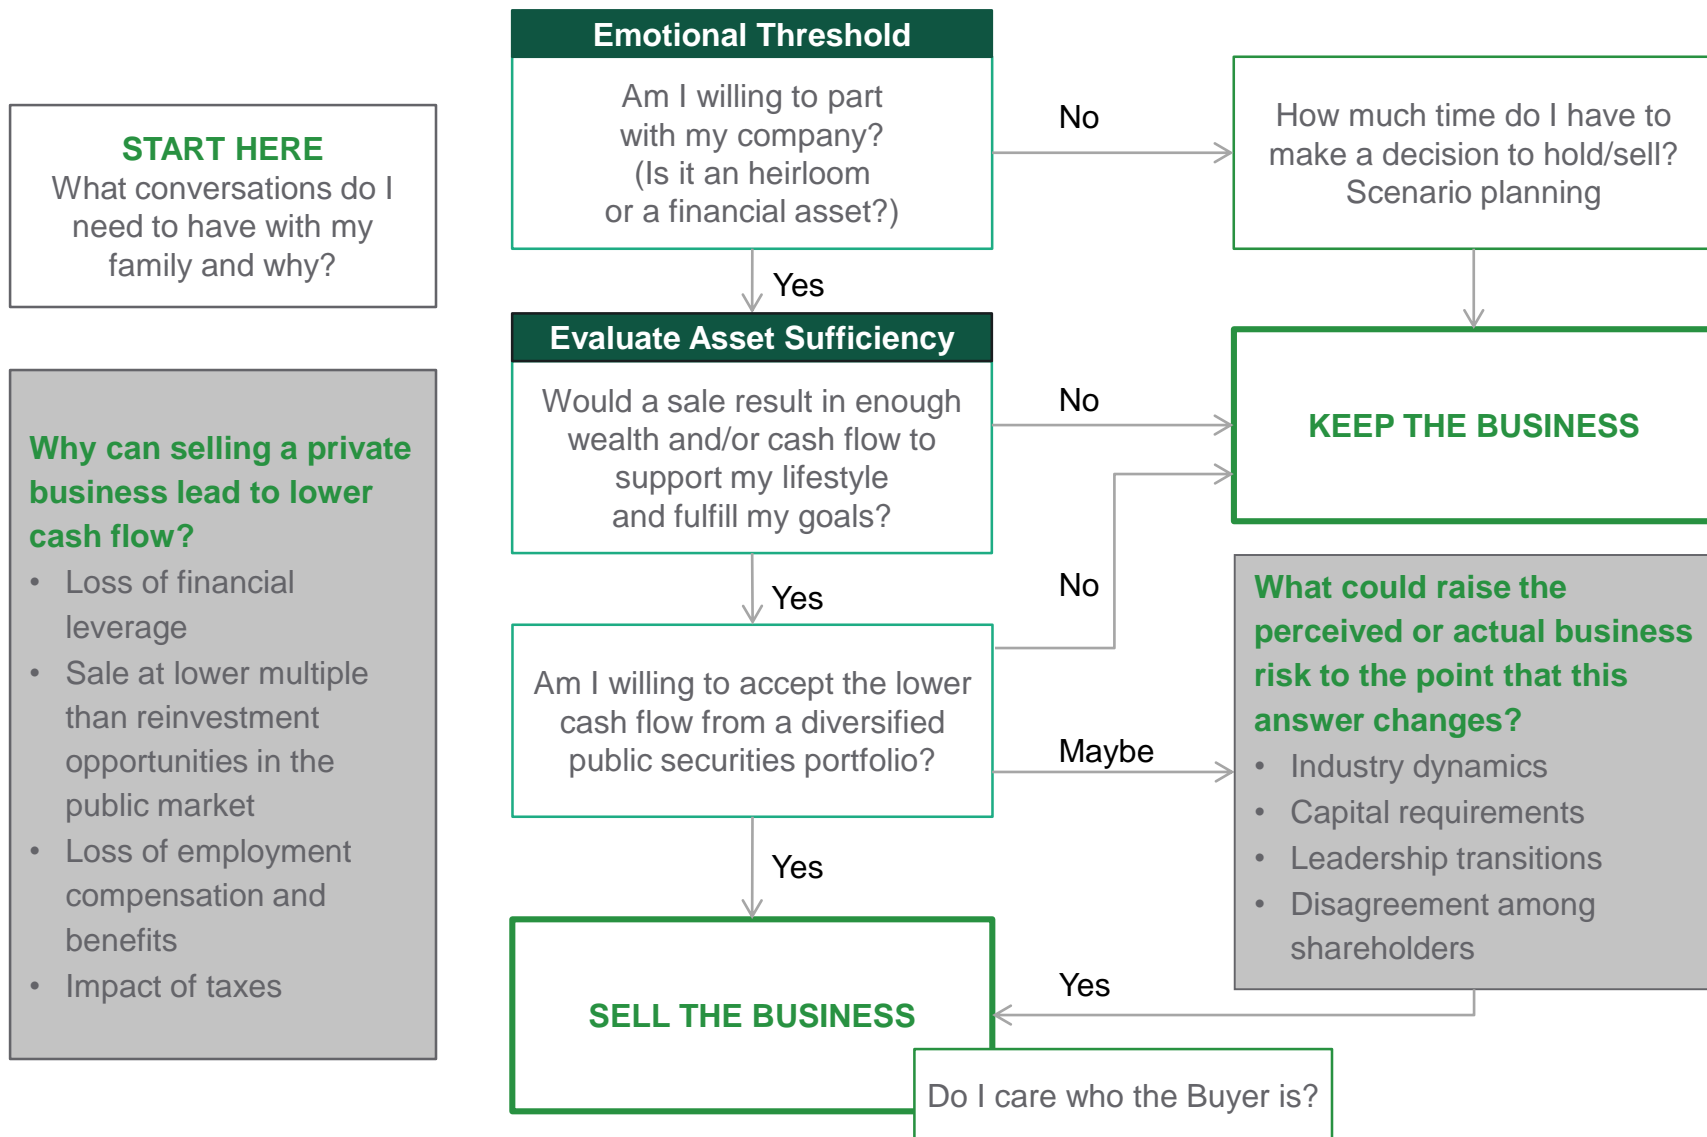 START HERE
What conversations do I
need to have with my
family and why?
Why can selling a private
business lead to lower
cash flow?
• Loss of financial
leverage
• Sale at lower multiple
than reinvestment
opportunities in the
public market
• Loss of employment
compensation and
benefits
• Impact of taxes
Emotional Threshold
Am I willing to part
with my company?
(Is it an heirloom
or a financial asset?)
No
How much time do I have to
make a decision to hold/sell?
Scenario planning
Yes
Evaluate Asset Sufficiency
Would a sale result in enough
wealth and/or cash flow to
support my lifestyle
and fulfill my goals?
No
KEEP THE BUSINESS
Yes
No
Am I willing to accept the lower
cash flow from a diversified
public securities portfolio?
Maybe
What could raise the
perceived or actual business
risk to the point that this
answer changes?
• Industry dynamics
• Capital requirements
• Leadership transitions
• Disagreement among
shareholders
Yes
Yes
SELL THE BUSINESS
Do I care who the Buyer is?